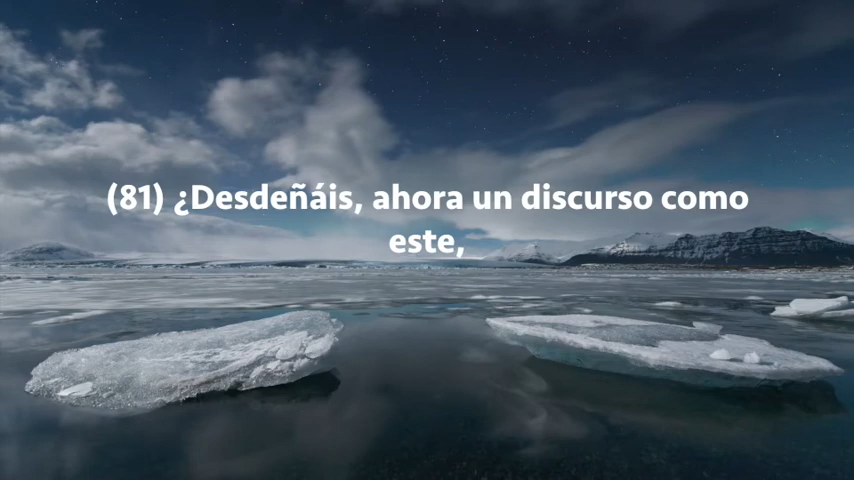 (81) ¿Desdeñáis, ahora un discurso como
este,